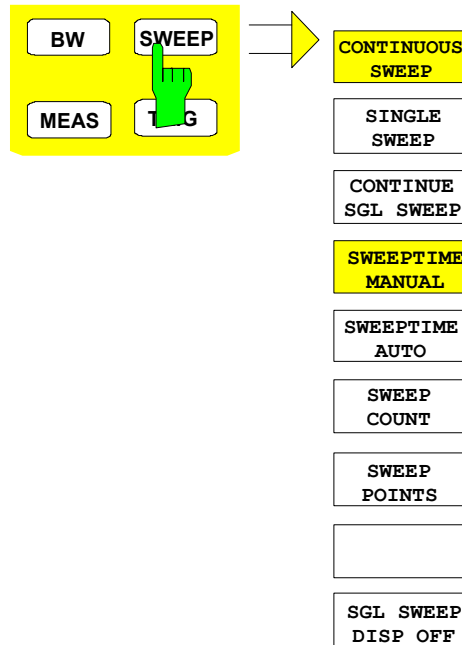 BW
SWEEP
MEAS
CONTINUOUS
SWEEP
SINGLE
SWEEP
CONTINUE
SGL SWEEP
SWEEPTIME
MANUAL
SWEEPTIME
AUTO
SWEEP
COUNT
SWEEP
POINTS
SGL SWEEP
DISP OFF